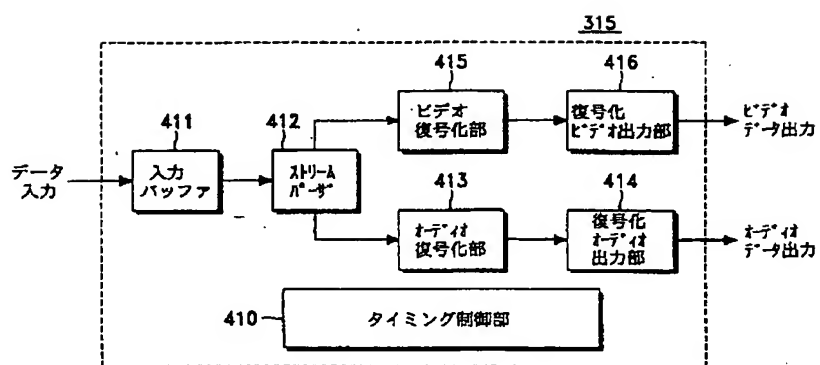 315
415
416
ビデオ
復号化部
復号化
ビデオ出力部
ビデオ
データ出力
411
412
データ
入力
入力
バッファ
ストリーム
パーザ
413
414
オーディオ
復号化部
復号化
オーディオ
出力部
オーディオ
データ出力
410
タイミング制御部